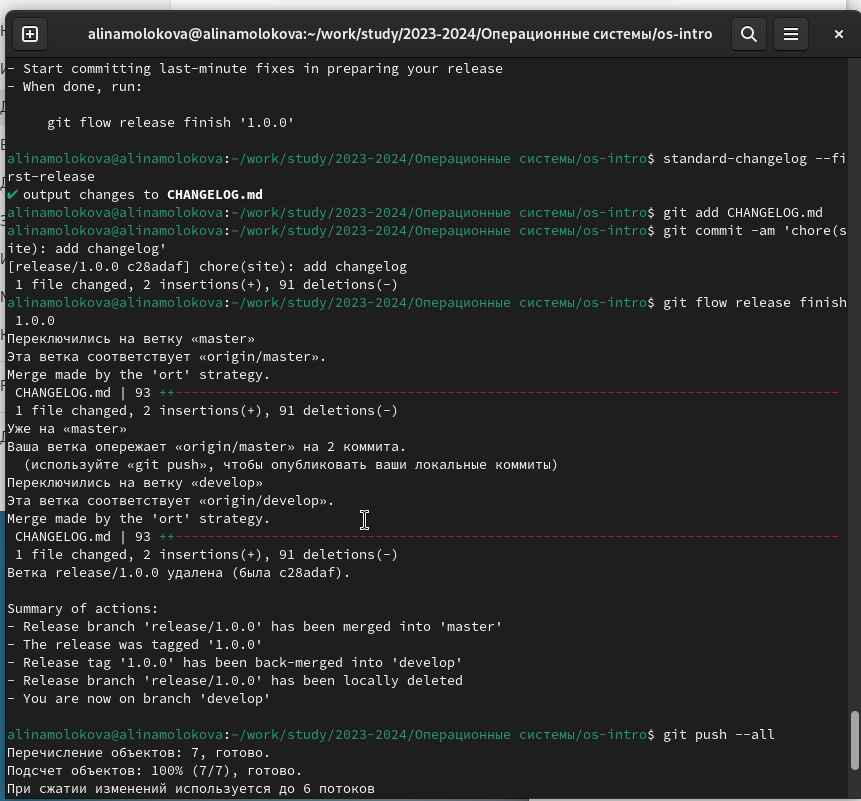 alinamolokova@alinamolokova:~/work/study/2023-2024/Операционные системы/os-intro
- Start committing last-minute fixes in preparing your release
- When done, run:
git flow release finish '1.0.0'
alinamolokova@alinamolokova:~/work/study/2023-2024/Операционные системы/os-intro$ standard-changelog --fi
rst-release
✔ output changes to CHANGELOG.md
alinamolokova@alinamolokova:~/work/study/2023-2024/Операционные системы/os-intro$ git add CHANGELOG.md
alinamolokova@alinamolokova:~/work/study/2023-2024/Операционные системы/os-intro$ git commit -am 'chore(s
ite): add changelog'
[release/1.0.0 c28adaf] chore(site): add changelog
1 file changed, 2 insertions(+), 91 deletions(-)
alinamolokova@alinamolokova:~/work/study/2023-2024/Операционные системы/os-intro$ git flow release finish
1.0.0
Переключились на ветку «master»
Эта ветка соответствует «origin/master».
Merge made by the 'ort' strategy.
CHANGELOG.md | 93 ++-----------------------------------------------------------------------------------
1 file changed, 2 insertions(+), 91 deletions(-)
Уже на «master»
Ваша ветка опережает «origin/master» на 2 коммита.
(используйте «git push», чтобы опубликовать ваши локальные коммиты)
Переключились на ветку «develop»
Эта ветка соответствует «origin/develop».
Merge made by the 'ort' strategy.
CHANGELOG.md | 93 ++-----------------------------------------------------------------------------------
1 file changed, 2 insertions(+), 91 deletions(-)
Ветка release/1.0.0 удалена (была c28adaf).
Summary of actions:
- Release branch 'release/1.0.0' has been merged into 'master'
- The release was tagged '1.0.0'
- Release tag '1.0.0' has been back-merged into 'develop'
- Release branch 'release/1.0.0' has been locally deleted
- You are now on branch 'develop'
alinamolokova@alinamolokova:~/work/study/2023-2024/Операционные системы/os-intro$ git push --all
Перечисление объектов: 7, готово.
Подсчет объектов: 100% (7/7), готово.
При сжатии изменений используется до 6 потоков